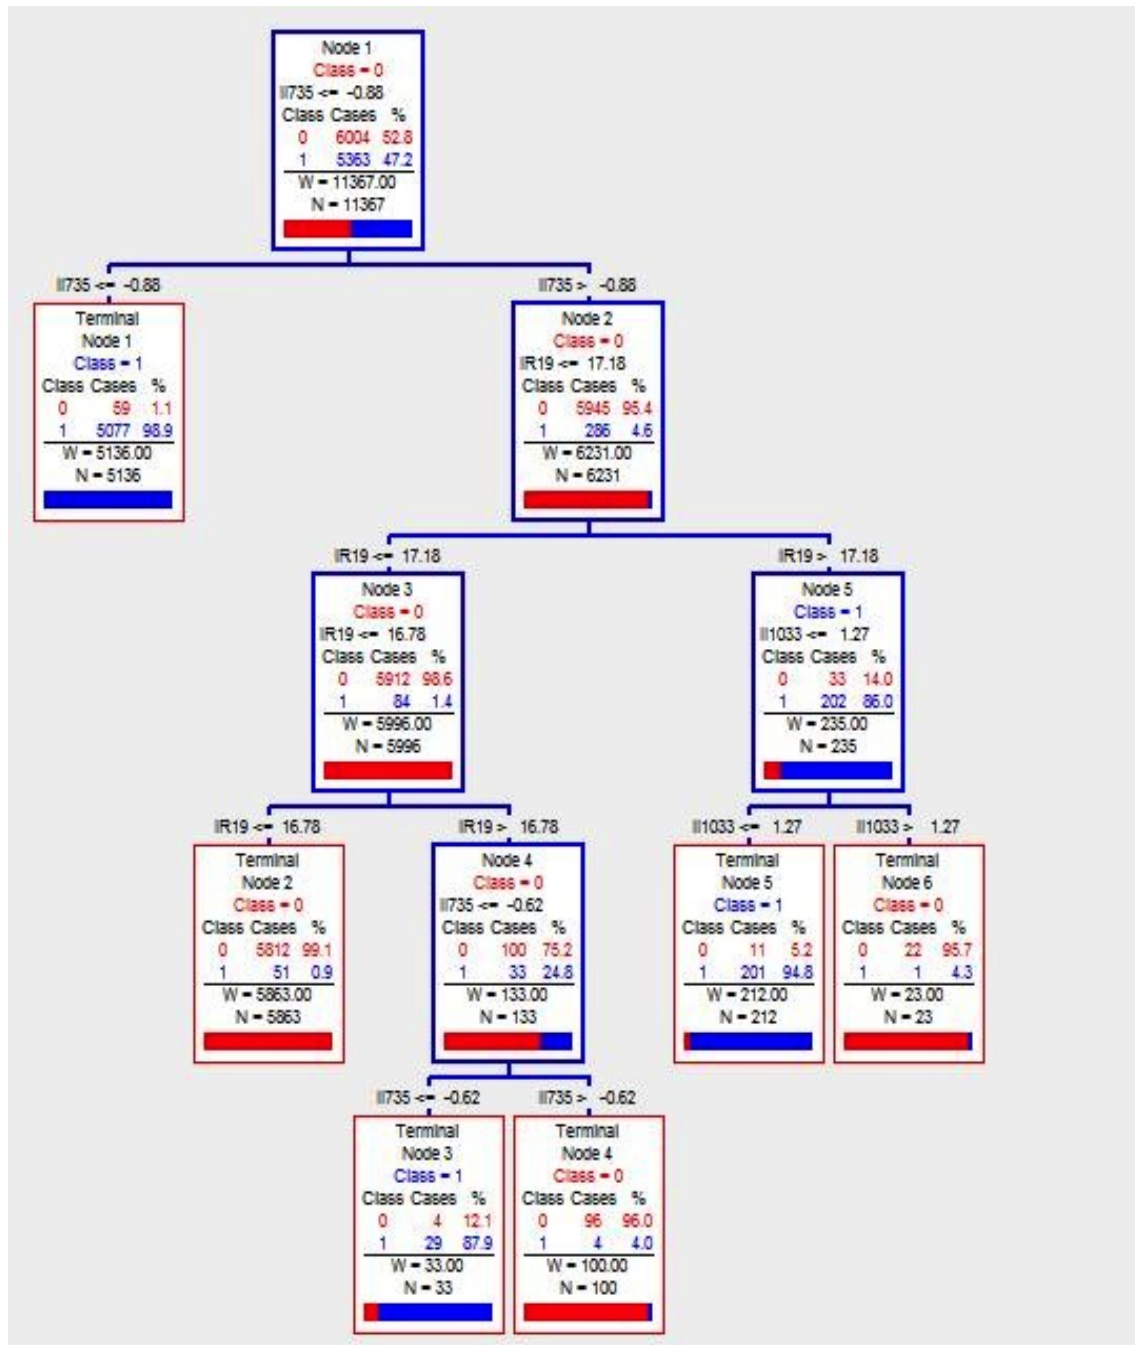 Node 1
Class = 0
II735 <= -0.88
Class Cases %
0 6004 52.8
1 5363 47.2
W = 11367.00
N = 11367
II735 <= -0.88
II735 > -0.88
Terminal
Node 1
Class = 1
Class Cases %
0 59 1.1
1 5077 98.9
W = 5136.00
N = 5136
Node 2
Class = 0
IR19 <= 17.18
Class Cases %
0 5945 95.4
1 286 4.6
W = 6231.00
N = 6231
IR19 <= 17.18
IR19 > 17.18
Node 3
Class = 0
IR19 <= 16.78
Class Cases %
0 5912 98.6
1 84 1.4
W = 5996.00
N = 5996
Node 5
Class = 1
II1033 <= 1.27
Class Cases %
0 33 14.0
1 202 86.0
W = 235.00
N = 235
IR19 <= 16.78
IR19 > 16.78
II1033 <= 1.27
II1033 > 1.27
Terminal
Node 2
Class = 0
Class Cases %
0 5812 99.1
1 51 0.9
W = 5863.00
N = 5863
Node 4
Class = 0
II735 <= -0.62
Class Cases %
0 100 75.2
1 33 24.8
W = 133.00
N = 133
Terminal
Node 5
Class = 1
Class Cases %
0 11 5.2
1 201 94.8
W = 212.00
N = 212
Terminal
Node 6
Class = 0
Class Cases %
0 22 95.7
1 1 4.3
W = 23.00
N = 23
II735 <= -0.62
II735 > -0.62
Terminal
Node 3
Class = 1
Class Cases %
0 4 12.1
1 29 87.9
W = 33.00
N = 33
Terminal
Node 4
Class = 0
Class Cases %
0 96 96.0
1 4 4.0
W = 100.00
N = 100